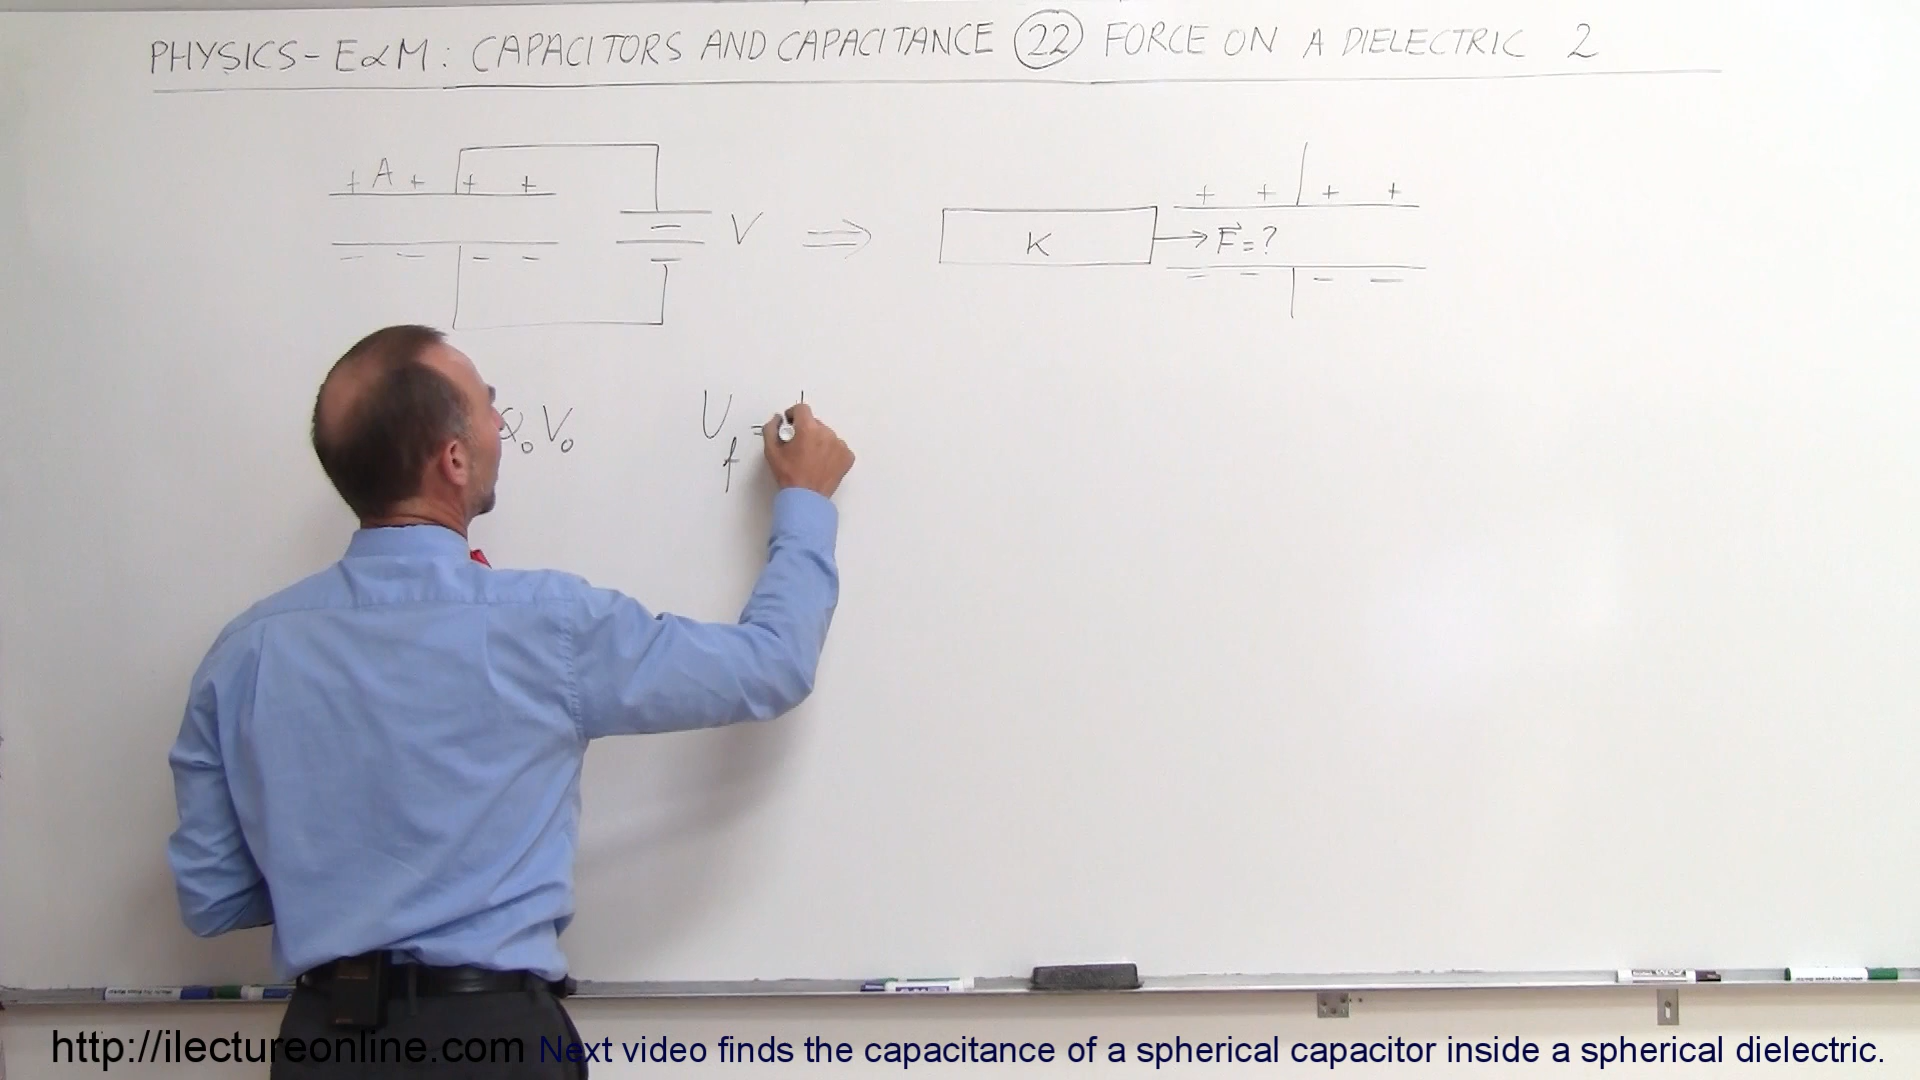 PHYSICS - E&M: CAPACITORS AND CAPACITANCE 22 FORCE ON A DIELECTRIC 2
+ A + + +
V ⇒
+ + + +
K → F⃗ = ?
Q₀V₀ U_f =
http://ilectureonline.com Next video finds the capacitance of a spherical capacitor inside a spherical dielectric.